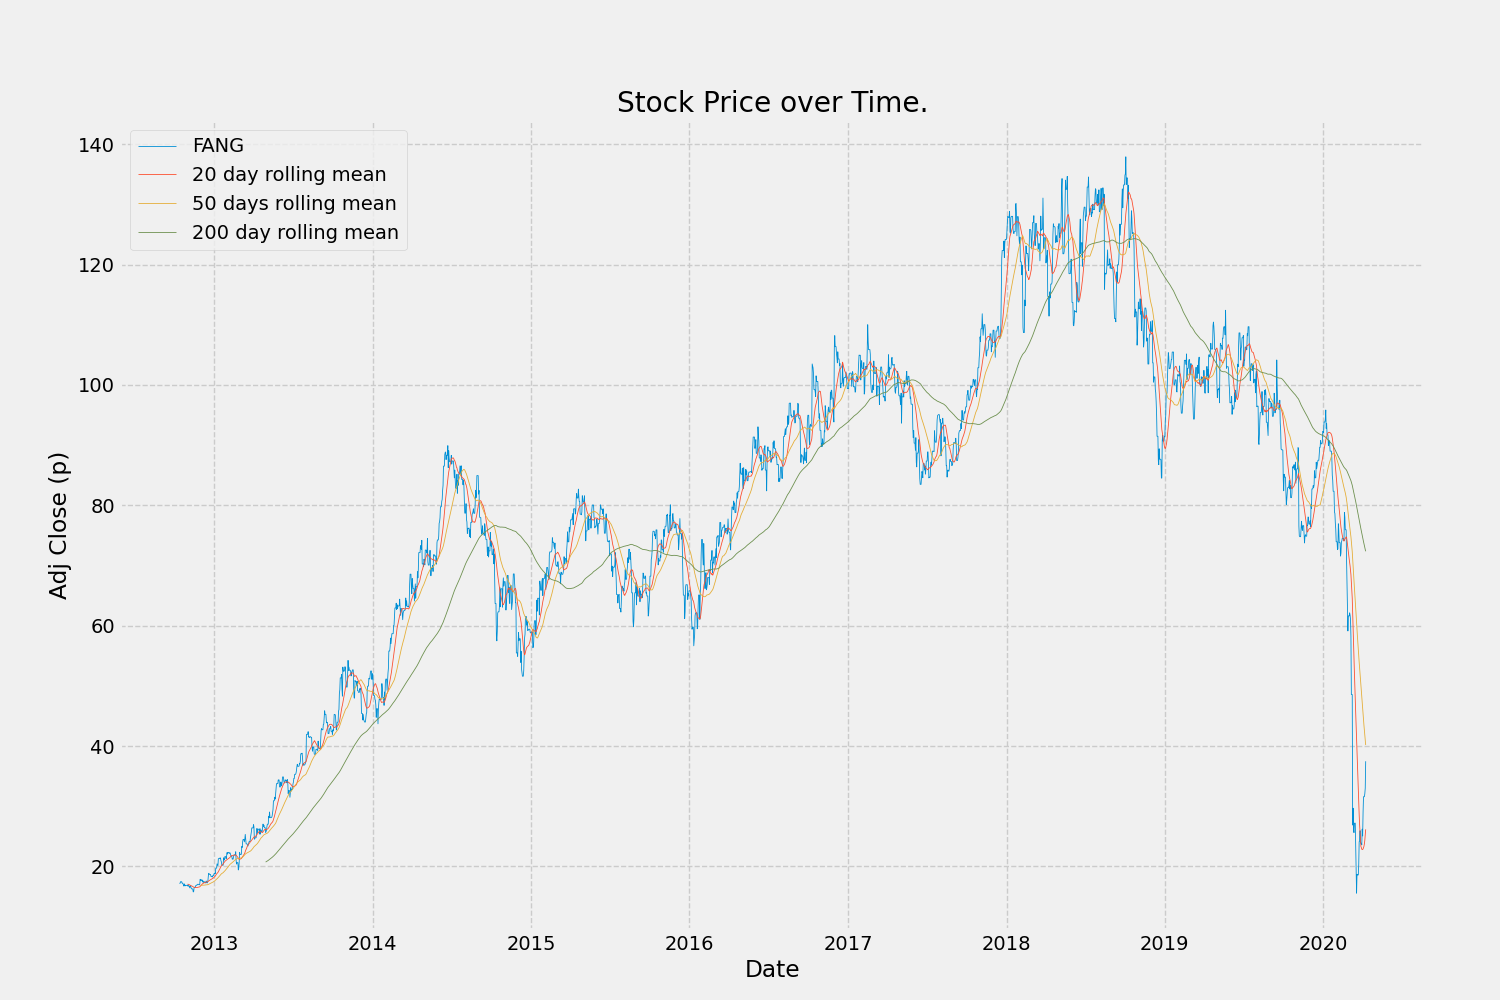 Stock Price over Time.
FANG
20 day rolling mean
50 days rolling mean
200 day rolling mean
Adj Close (p)
140
120
100
80
60
40
20
2013 2014 2015 2016 2017 2018 2019 2020
Date